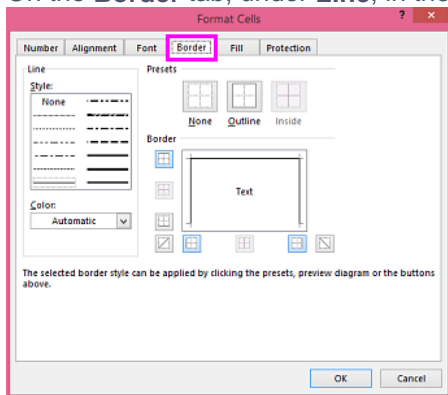 On the Border tab, under Line, in the
Format Cells ? ×
Number Alignment Font Border Fill Protection
Line Presets
Style:
None
None Outline Inside
Border
Text
Color:
Automatic
The selected border style can be applied by clicking the presets, preview diagram or the buttons
above.
OK Cancel